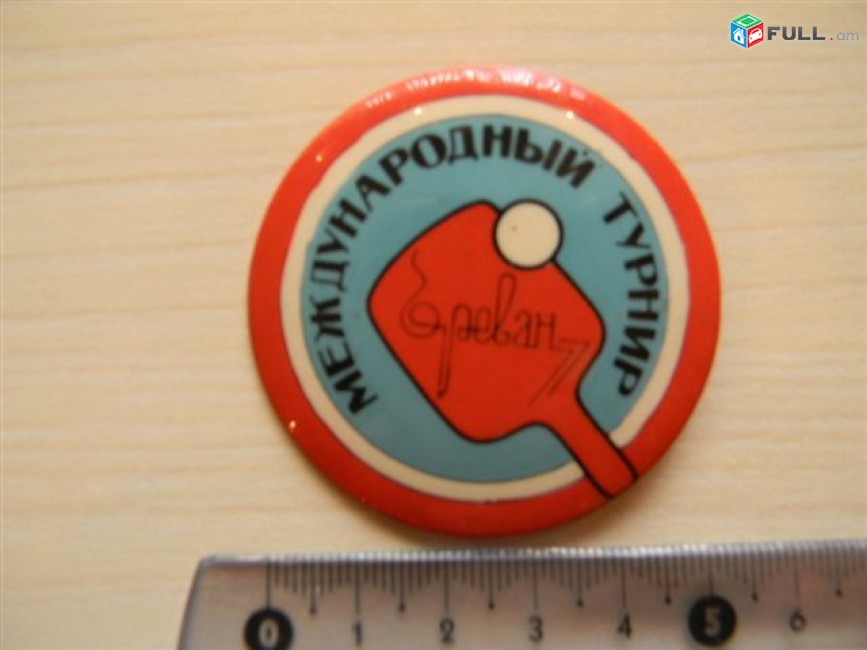 FULL.am
МЕЖДУНАРОДНЫЙ ТУРНИР
Ереван
77
0 1 2 3 4 5 6